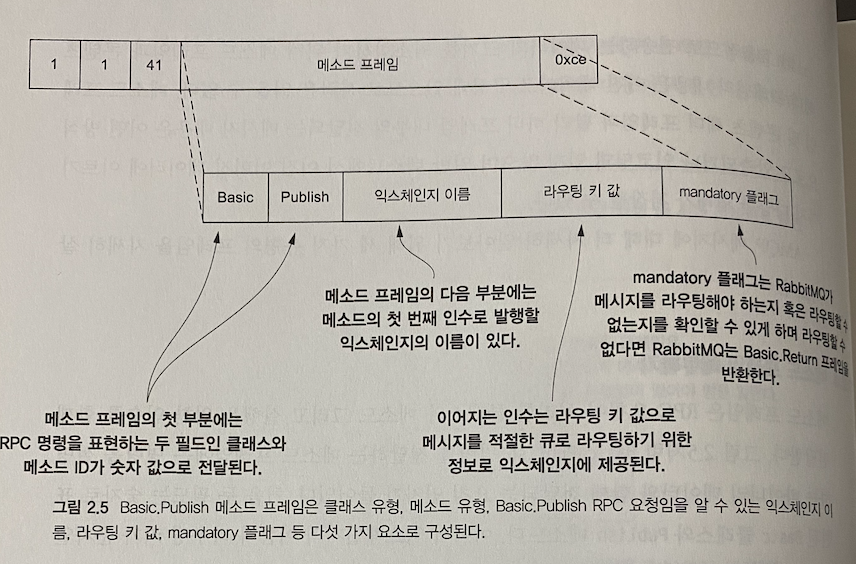 1 1 41 메소드 프레임 0xce
Basic Publish 익스체인지 이름 라우팅 키 값 mandatory 플래그
메소드 프레임의 다음 부분에는
메소드의 첫 번째 인수로 발행할
익스체인지의 이름이 있다.
mandatory 플래그는 RabbitMQ가
메시지를 라우팅해야 하는지 혹은 라우팅할 수
없는지를 확인할 수 있게 하며 라우팅할 수
없다면 RabbitMQ는 Basic.Return 프레임을
반환한다.
메소드 프레임의 첫 부분에는
RPC 명령을 표현하는 두 필드인 클래스와
메소드 ID가 숫자 값으로 전달된다.
이어지는 인수는 라우팅 키 값으로
메시지를 적절한 큐로 라우팅하기 위한
정보로 익스체인지에 제공된다.
그림 2.5 Basic.Publish 메소드 프레임은 클래스 유형, 메소드 유형, Basic.Publish RPC 요청임을 알 수 있는 익스체인지 이
름, 라우팅 키 값, mandatory 플래그 등 다섯 가지 요소로 구성된다.